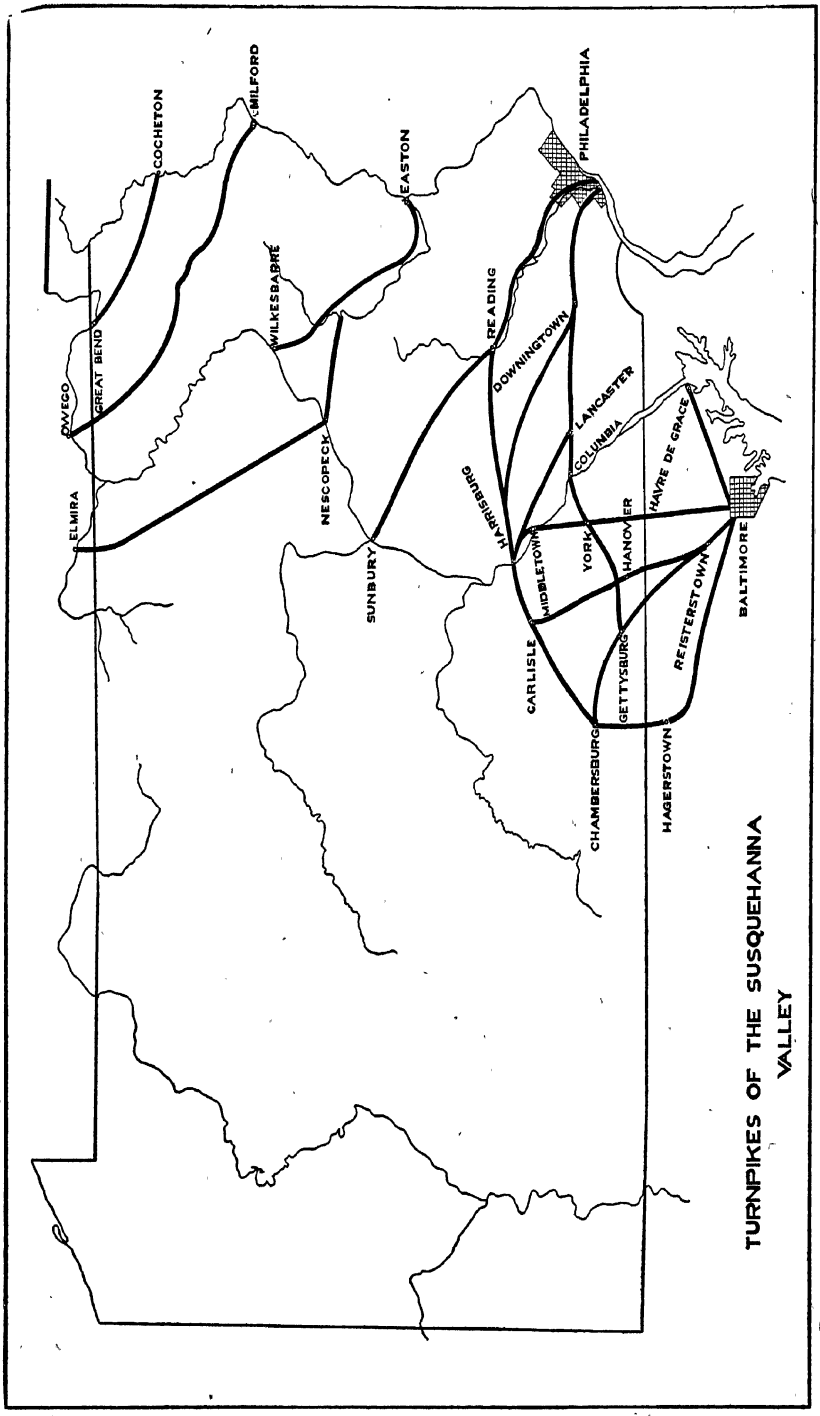 OWEGO
ELMIRA
GREAT BEND
COCHETON
MILFORD
WILKESBARRE
NESCOPECK
SUNBURY
EASTON
HARRISBURG
READING
CARLISLE
MIDDLETOWN
DOWNINGTOWN
PHILADELPHIA
YORK
COLUMBIA
LANCASTER
CHAMBERSBURG
GETTYSBURG
HANOVER
HAGERSTOWN
HAVRE DE GRACE
REISTERSTOWN
BALTIMORE
TURNPIKES OF THE SUSQUEHANNA
VALLEY